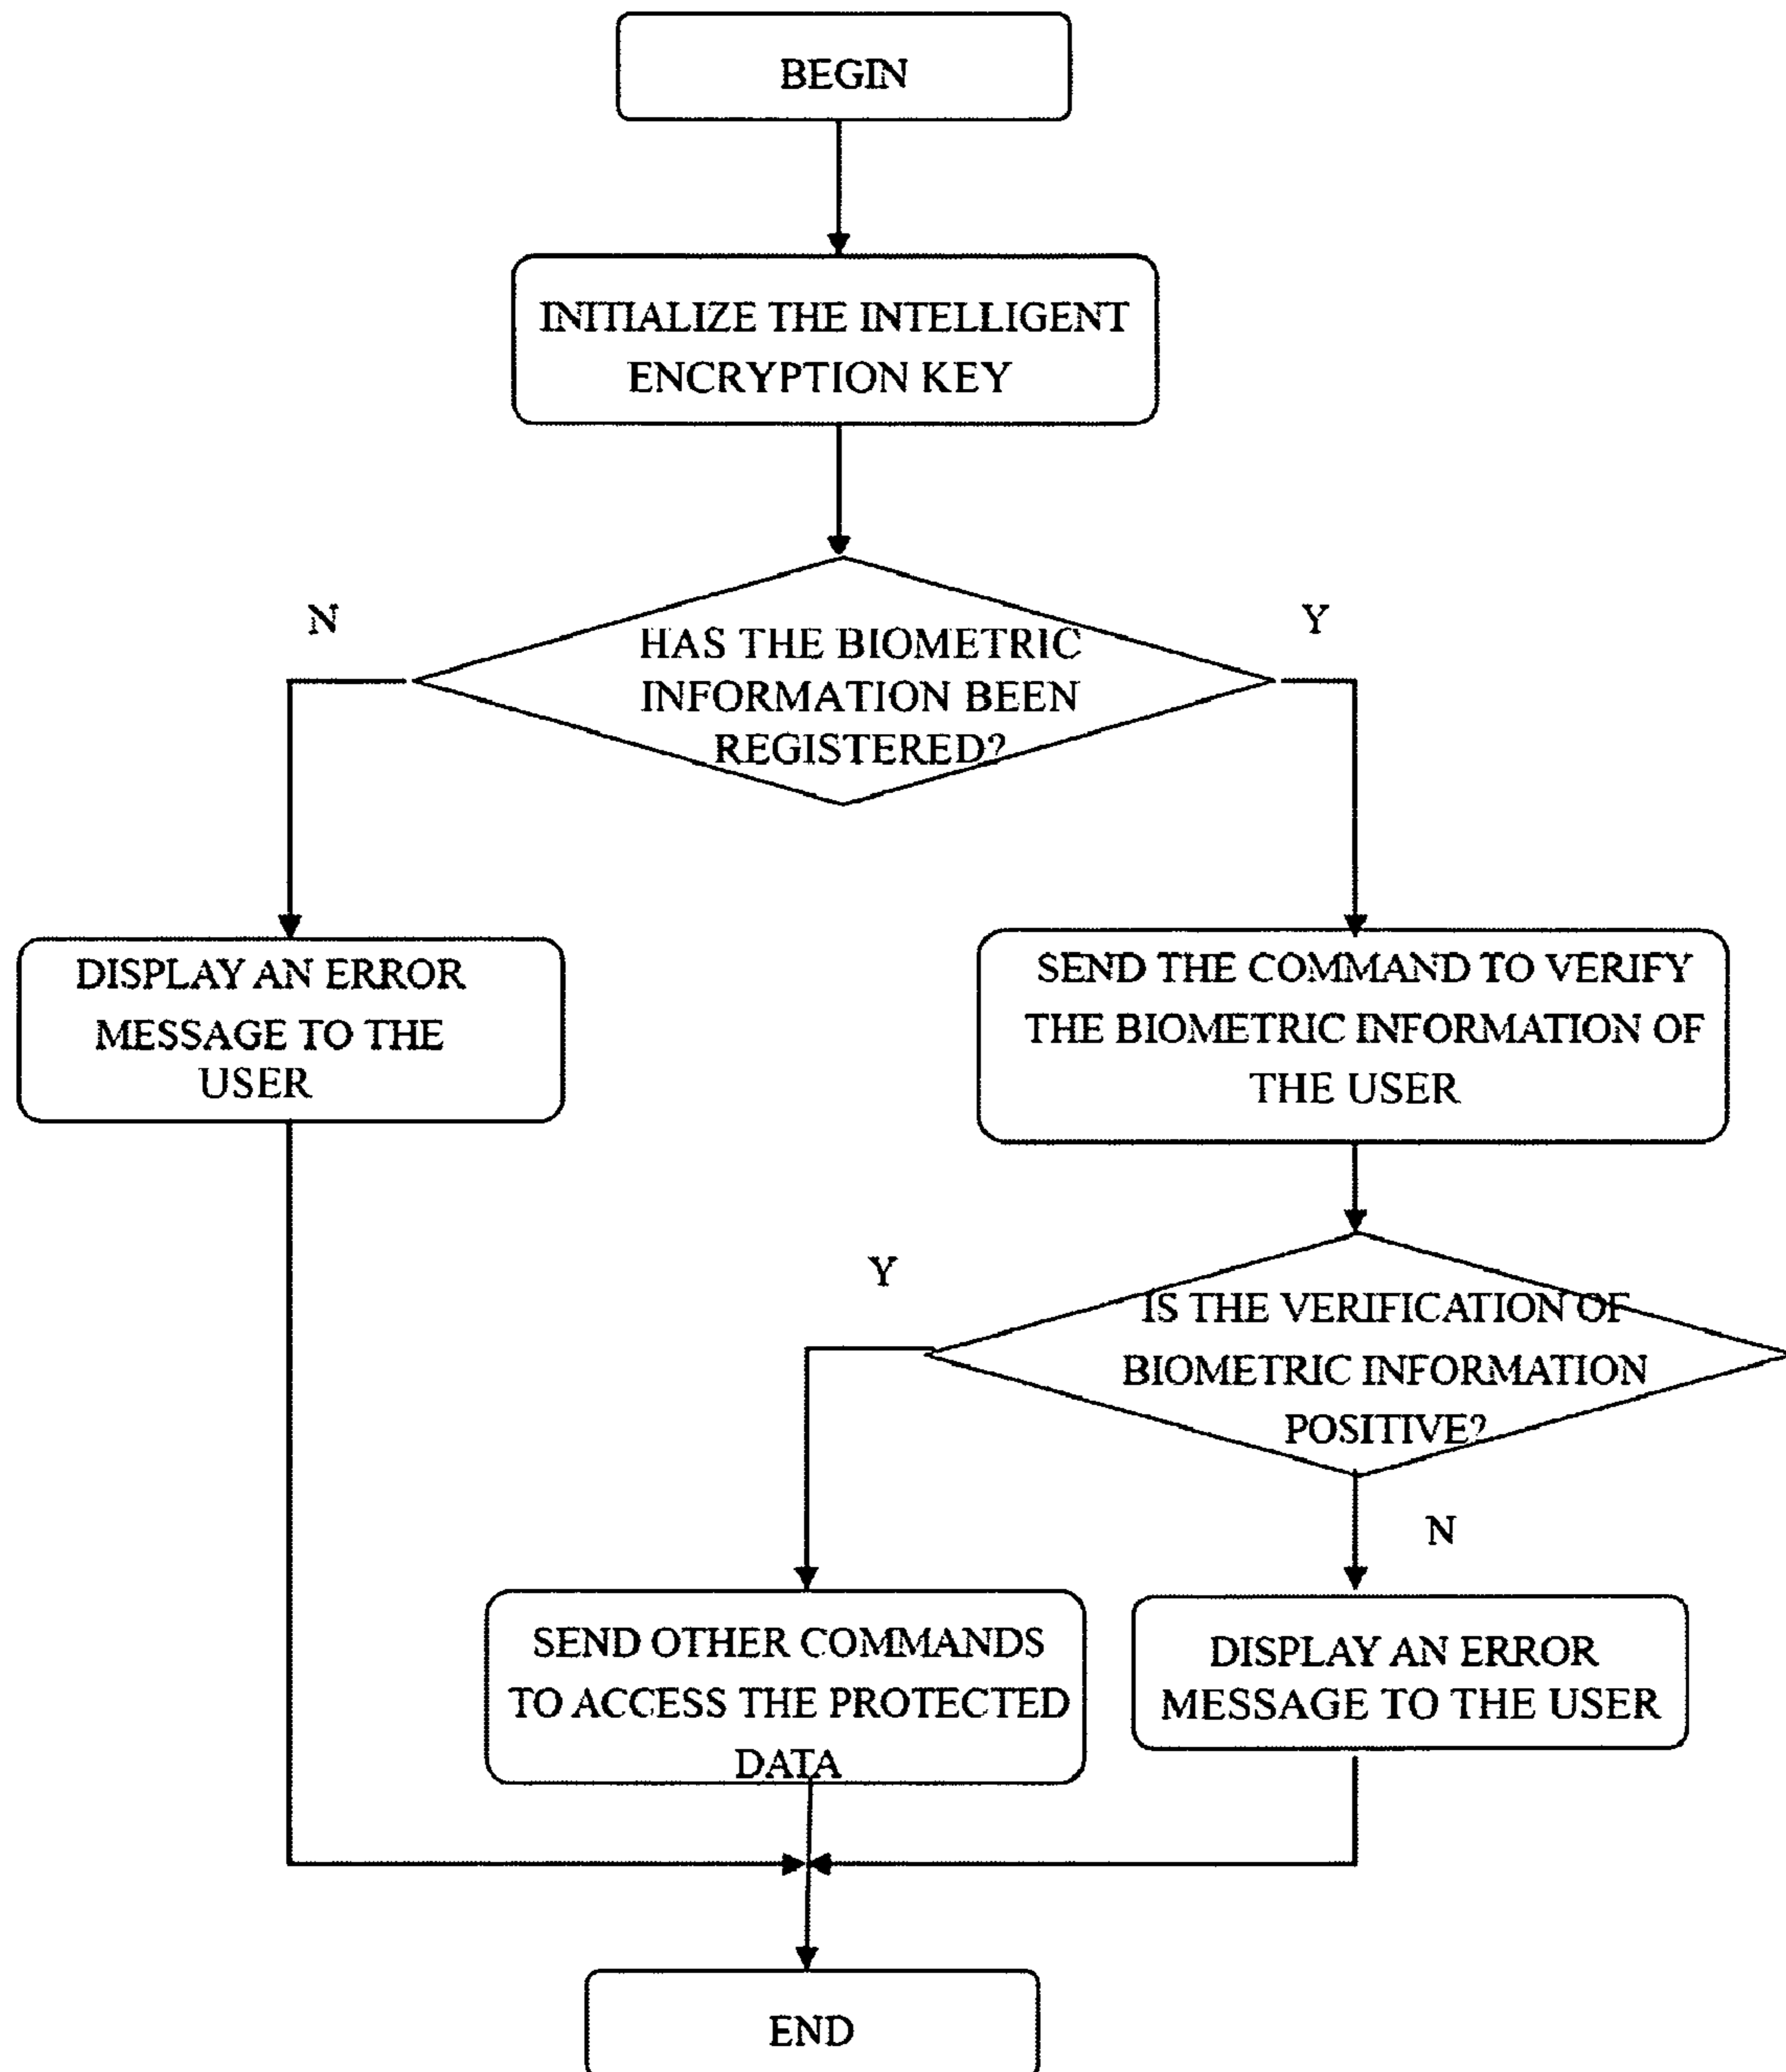 BEGIN
INITIALIZE THE INTELLIGENT
ENCRYPTION KEY
N
Y
HAS THE BIOMETRIC
INFORMATION BEEN
REGISTERED?
DISPLAY AN ERROR
MESSAGE TO THE
USER
SEND THE COMMAND TO VERIFY
THE BIOMETRIC INFORMATION OF
THE USER
Y
IS THE VERIFICATION OF
BIOMETRIC INFORMATION
POSITIVE?
N
SEND OTHER COMMANDS
TO ACCESS THE PROTECTED
DATA
DISPLAY AN ERROR
MESSAGE TO THE USER
END